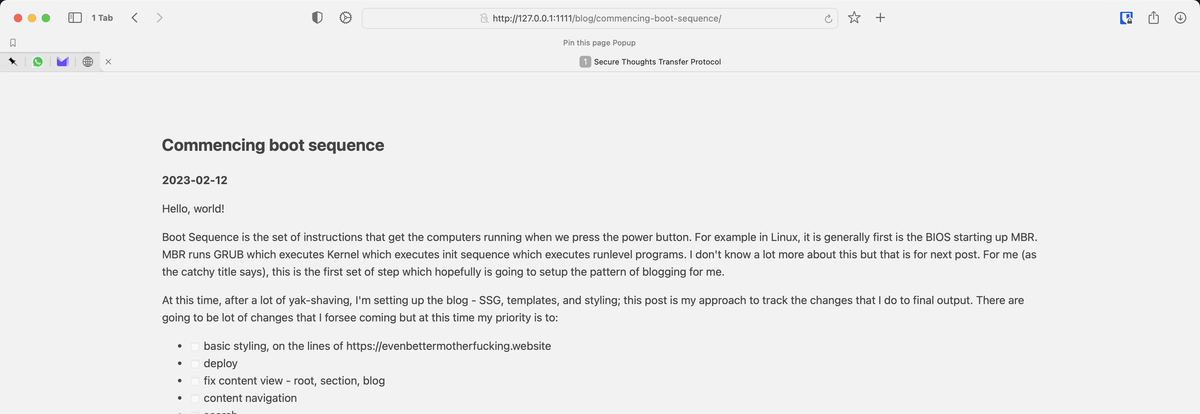 1 Tab
http://127.0.0.1:1111/blog/commencing-boot-sequence/
Pin this page Popup
1 Secure Thoughts Transfer Protocol
Commencing boot sequence
2023-02-12
Hello, world!
Boot Sequence is the set of instructions that get the computers running when we press the power button. For example in Linux, it is generally first is the BIOS starting up MBR.
MBR runs GRUB which executes Kernel which executes init sequence which executes runlevel programs. I don't know a lot more about this but that is for next post. For me (as
the catchy title says), this is the first set of step which hopefully is going to setup the pattern of blogging for me.
At this time, after a lot of yak-shaving, I'm setting up the blog - SSG, templates, and styling; this post is my approach to track the changes that I do to final output. There are
going to be lot of changes that I forsee coming but at this time my priority is to:
• basic styling, on the lines of https://evenbettermotherfucking.website
• deploy
• fix content view - root, section, blog
• content navigation